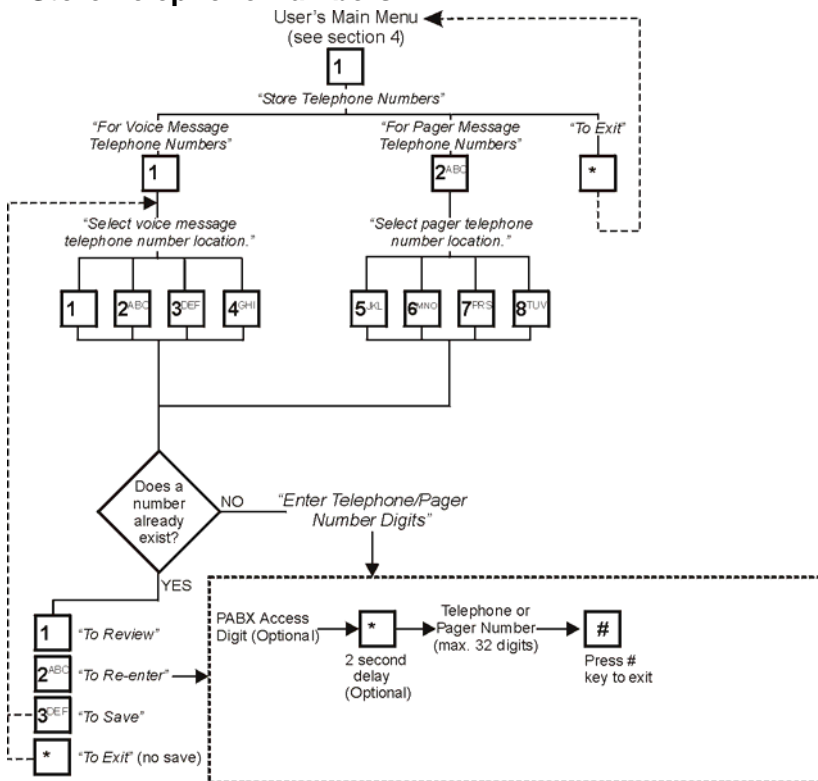 User's Main Menu
(see section 4)
1
"Store Telephone Numbers"
"For Voice Message
Telephone Numbers"
"For Pager Message
Telephone Numbers"
"To Exit"
1
2ABC
*
"Select voice message
telephone number location."
"Select pager telephone
number location."
1
2ABC
3DEF
4GHI
5JKL
6MNO
7PRS
8TUV
Does a
number
already
exist?
NO
"Enter Telephone/Pager
Number Digits"
YES
1 "To Review"
2ABC "To Re-enter"
3DEF "To Save"
* "To Exit" (no save)
PABX Access
Digit (Optional)
*
2 second
delay
(Optional)
Telephone or
Pager Number
(max. 32 digits)
#
Press #
key to exit